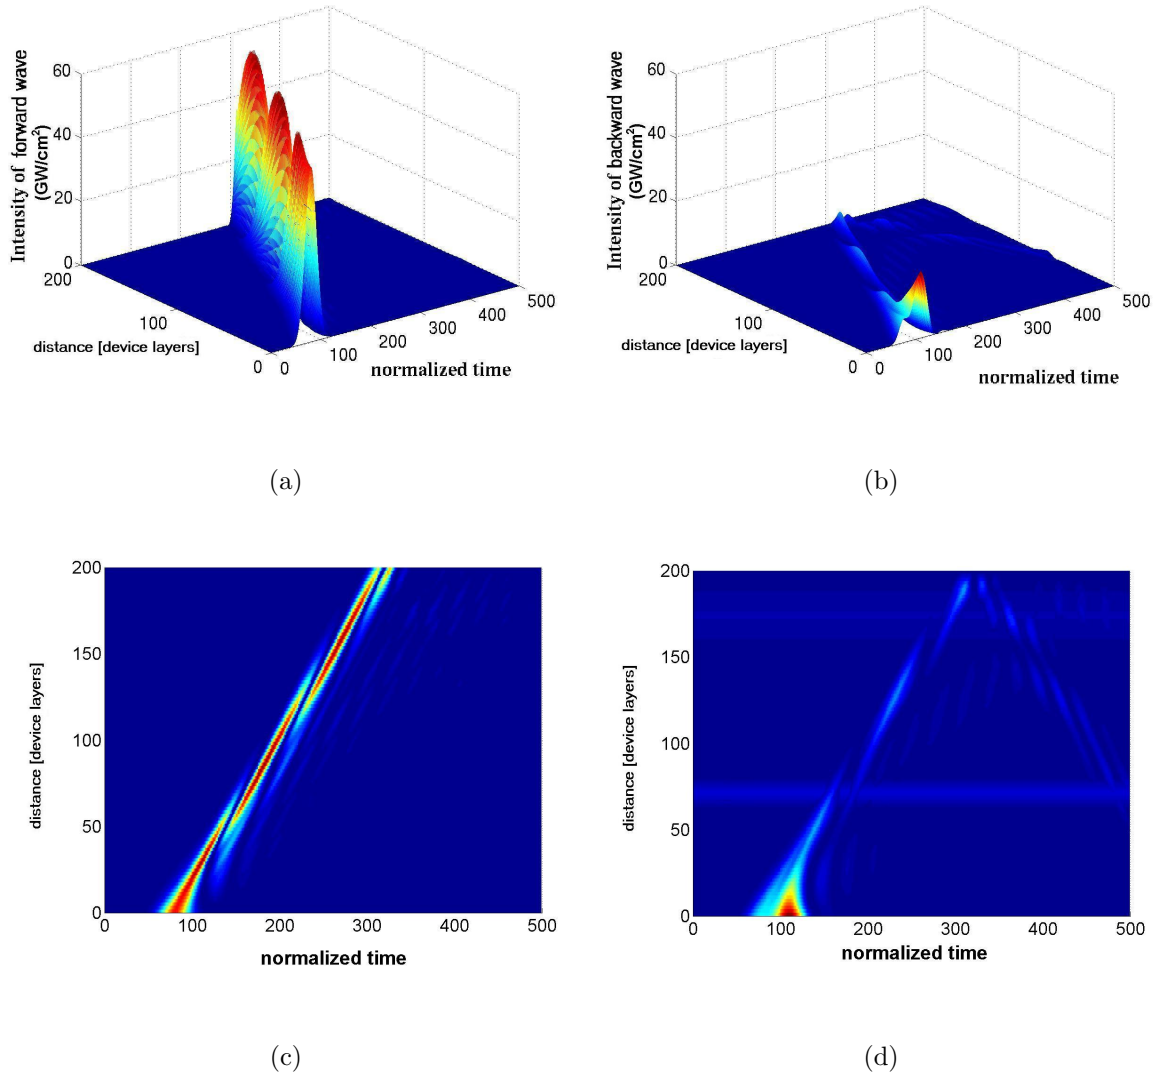 Intensity of forward wave
(GW/cm²)
60
40
20
0
200
100
0
distance [device layers]
0
100
200
300
400
500
normalized time
(a)
Intensity of backward wave
(GW/cm²)
60
40
20
0
200
100
0
distance [device layers]
0
100
200
300
400
500
normalized time
(b)
distance [device layers]
200
150
100
50
0
0 100 200 300 400 500
normalized time
(c)
distance [device layers]
200
150
100
50
0
0 100 200 300 400 500
normalized time
(d)